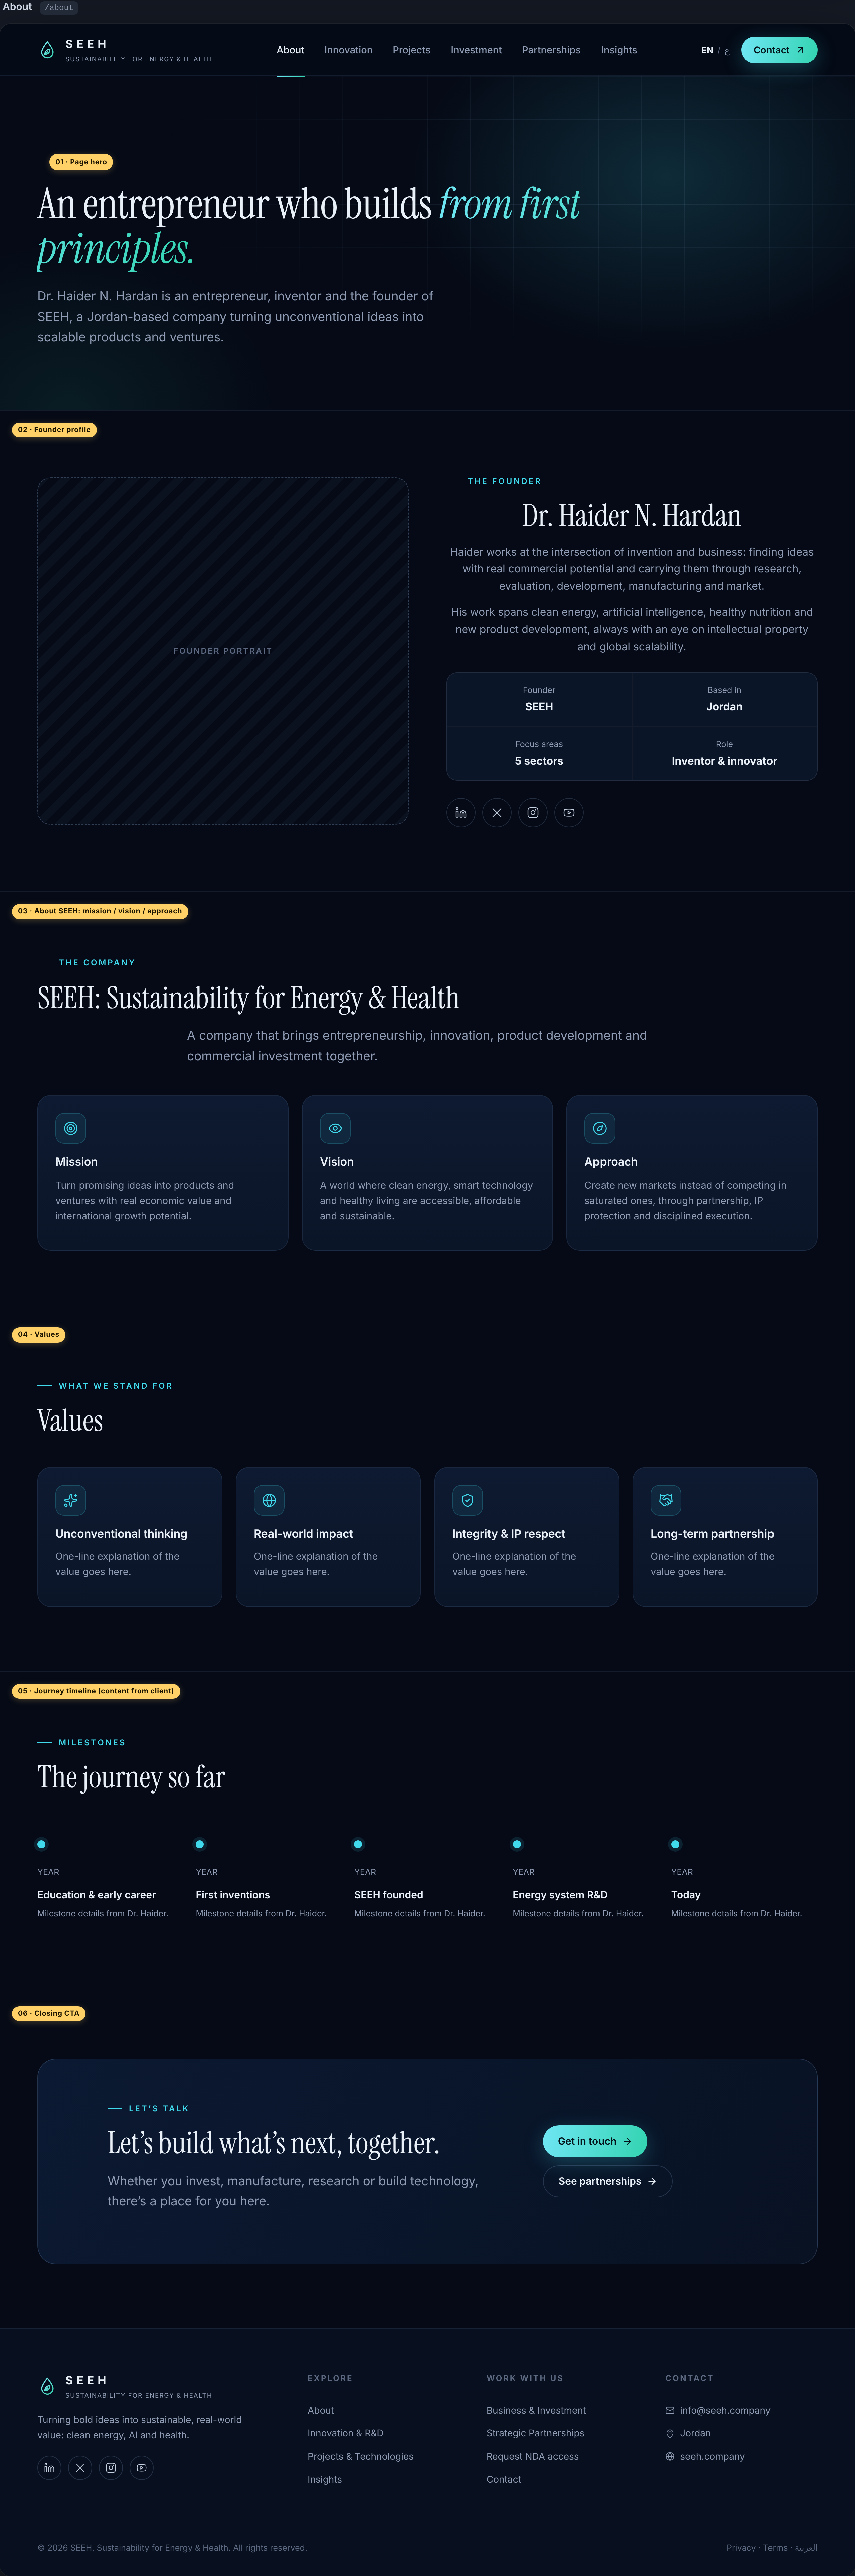 About /about
SEEH
SUSTAINABILITY FOR ENERGY & HEALTH
About Innovation Projects Investment Partnerships Insights
EN / ع
Contact
01 · Page hero
An entrepreneur who builds from first
principles.
Dr. Haider N. Hardan is an entrepreneur, inventor and the founder of
SEEH, a Jordan-based company turning unconventional ideas into
scalable products and ventures.
02 · Founder profile
FOUNDER PORTRAIT
THE FOUNDER
Dr. Haider N. Hardan
Haider works at the intersection of invention and business: finding ideas
with real commercial potential and carrying them through research,
evaluation, development, manufacturing and market.
His work spans clean energy, artificial intelligence, healthy nutrition and
new product development, always with an eye on intellectual property
and global scalability.
Founder
SEEH
Based in
Jordan
Focus areas
5 sectors
Role
Inventor & innovator
03 · About SEEH: mission / vision / approach
THE COMPANY
SEEH: Sustainability for Energy & Health
A company that brings entrepreneurship, innovation, product development and
commercial investment together.
Mission
Turn promising ideas into products and
ventures with real economic value and
international growth potential.
Vision
A world where clean energy, smart technology
and healthy living are accessible, affordable
and sustainable.
Approach
Create new markets instead of competing in
saturated ones, through partnership, IP
protection and disciplined execution.
04 · Values
WHAT WE STAND FOR
Values
Unconventional thinking
One-line explanation of the
value goes here.
Real-world impact
One-line explanation of the
value goes here.
Integrity & IP respect
One-line explanation of the
value goes here.
Long-term partnership
One-line explanation of the
value goes here.
05 · Journey timeline (content from client)
MILESTONES
The journey so far
YEAR
Education & early career
Milestone details from Dr. Haider.
YEAR
First inventions
Milestone details from Dr. Haider.
YEAR
SEEH founded
Milestone details from Dr. Haider.
YEAR
Energy system R&D
Milestone details from Dr. Haider.
YEAR
Today
Milestone details from Dr. Haider.
06 · Closing CTA
LET'S TALK
Let’s build what’s next, together.
Whether you invest, manufacture, research or build technology,
there’s a place for you here.
Get in touch
See partnerships
SEEH
SUSTAINABILITY FOR ENERGY & HEALTH
Turning bold ideas into sustainable, real-world
value: clean energy, AI and health.
EXPLORE
About
Innovation & R&D
Projects & Technologies
Insights
WORK WITH US
Business & Investment
Strategic Partnerships
Request NDA access
Contact
CONTACT
info@seeh.company
Jordan
seeh.company
© 2026 SEEH, Sustainability for Energy & Health. All rights reserved.
Privacy · Terms · العربية